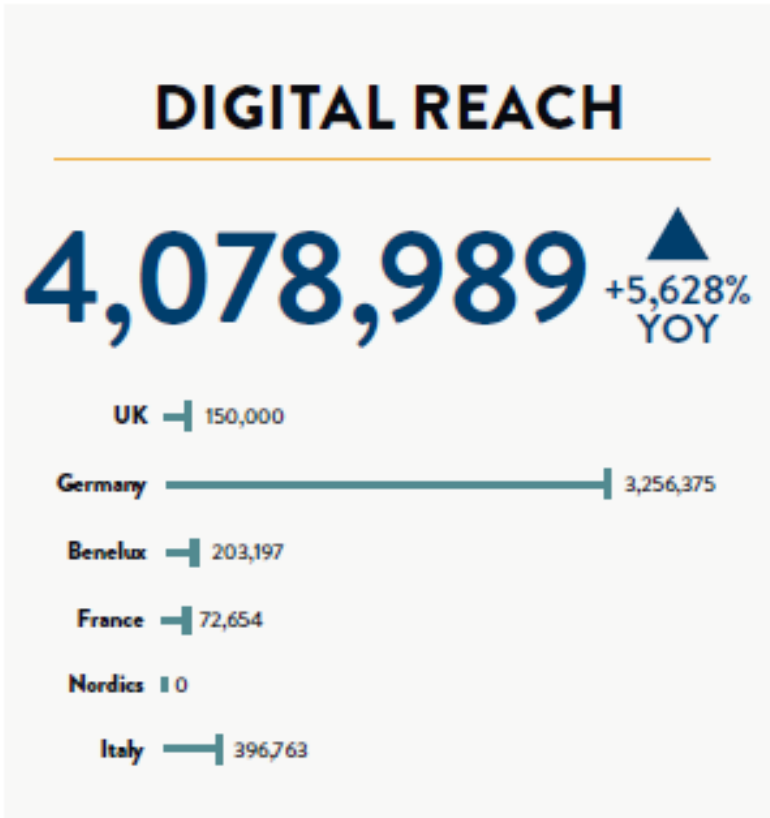 DIGITAL REACH
4,078,989
+5,628%
YOY
UK 150,000
Germany 3,256,375
Benelux 203,197
France 72,654
Nordics 0
Italy 396,763